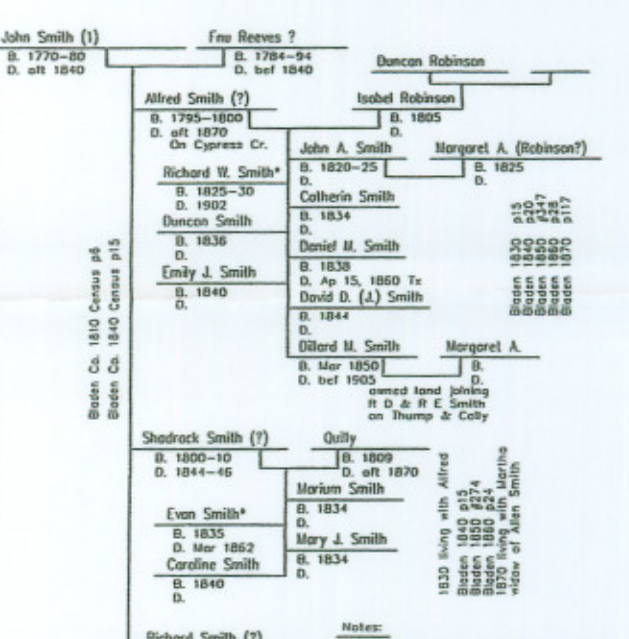 John Smith (1)
B. 1770-80
D. aft 1840
Fnu Reeves ?
B. 1784-94
D. bef 1840
Duncan Robinson
Alfred Smith (?)
B. 1795-1800
D. aft 1870
On Cypress Cr.
Isobel Robinson
B. 1805
D.
John A. Smith
B. 1820-25
D.
Margaret A. (Robinson?)
B. 1825
D.
Richard W. Smith*
B. 1825-30
D. 1902
Catherin Smith
B. 1834
D.
Duncan Smith
B. 1836
D.
Daniel M. Smith
B. 1838
D. Ap 15, 1860 Tx
Emily J. Smith
B. 1840
D.
David D. (J.) Smith
B. 1844
D.
Dillard M. Smith
B. Mar 1850
D. bef 1905
Margaret A.
B.
D.
owned land joining
R D & R E Smith
on Thump & Colly
Bladen 1830 p15
Bladen 1840 p20
Bladen 1850 #347
Bladen 1860 p28
Bladen 1870 p117
Bladen Co. 1810 Census p6
Bladen Co. 1840 Census p15
Shadrack Smith (?)
B. 1800-10
D. 1844-46
Quilly
B. 1809
D. aft 1870
Marium Smith
B. 1834
D.
Evan Smith*
B. 1835
D. Mar 1862
Mary J. Smith
B. 1834
D.
Caroline Smith
B. 1840
D.
1830 living with Alfred
Bladen 1840 p15
Bladen 1850 #274
Bladen 1860 p24
1870 living with Martha
widow of Allen Smith
Richard Smith (?)
Notes: